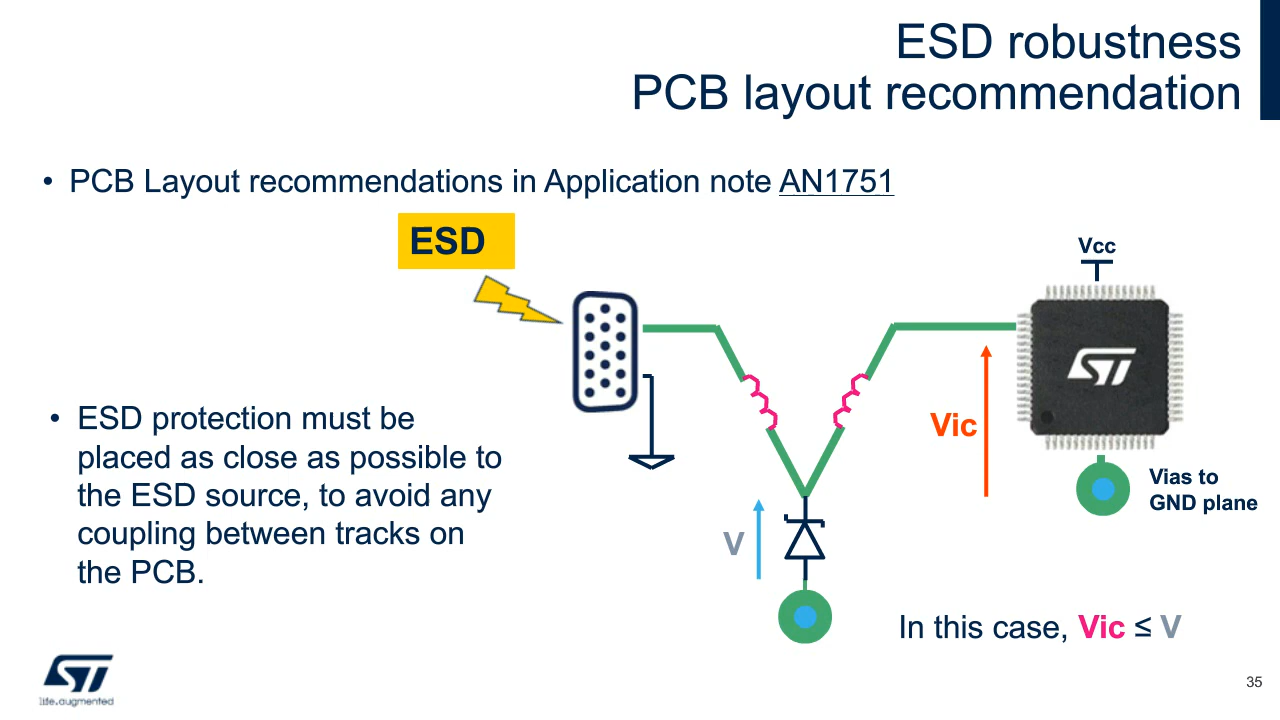 ESD robustness
PCB layout recommendation
• PCB Layout recommendations in Application note AN1751
ESD
Vcc
ST
Vic
• ESD protection must be
placed as close as possible to
the ESD source, to avoid any
coupling between tracks on
the PCB.
Vias to
GND plane
V
In this case, Vic ≤ V
ST
life.augmented
35